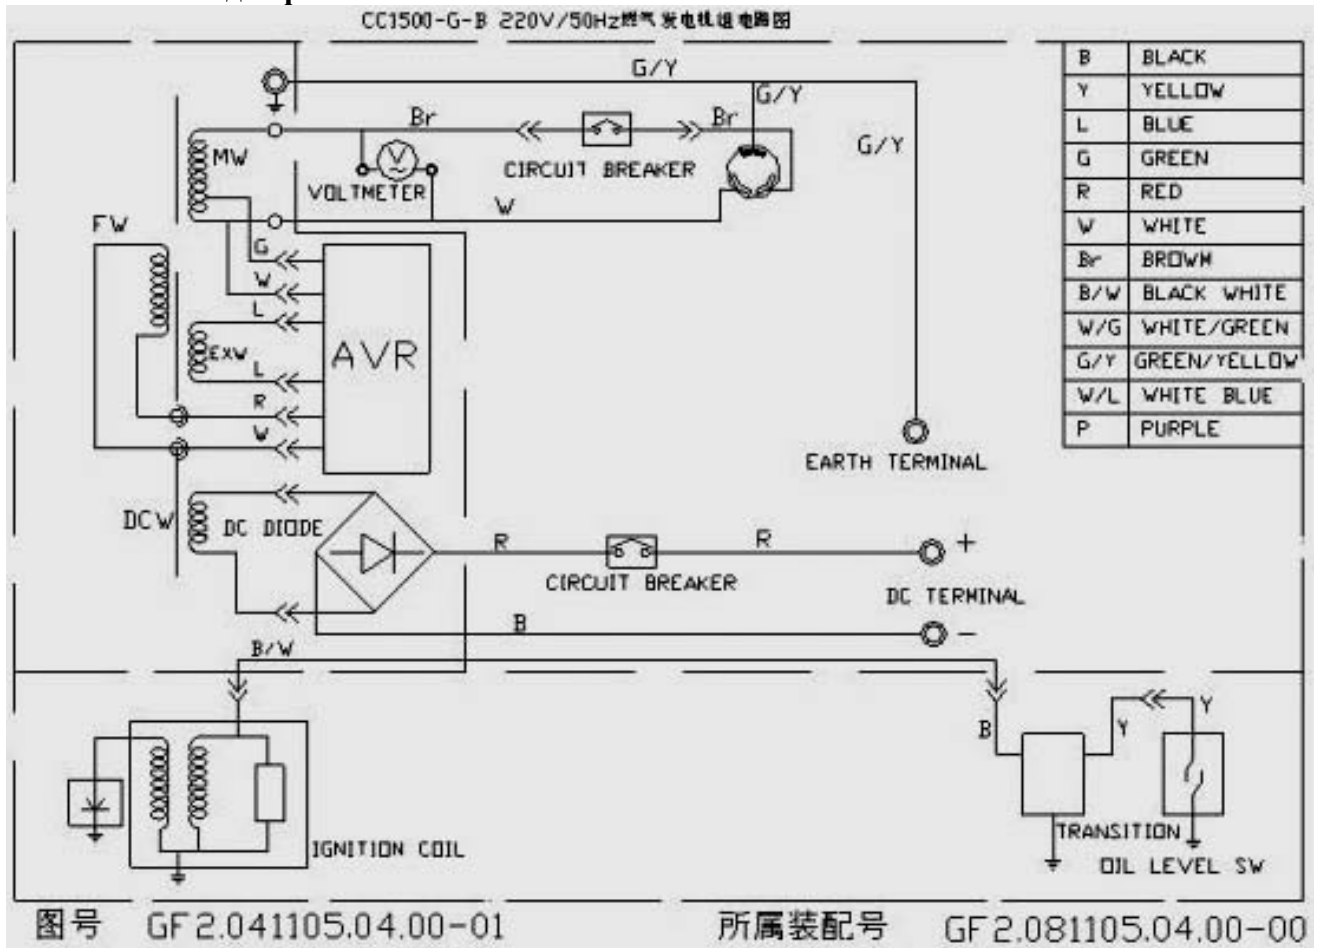 CC1500-G-B 220V/50Hz燃气发电机组电路图
G/Y
B BLACK
Y YELLOW
L BLUE
G GREEN
R RED
W WHITE
Br BROWM
B/W BLACK WHITE
W/G WHITE/GREEN
G/Y GREEN/YELLOW
W/L WHITE BLUE
P PURPLE
G/Y
Br
Br
G/Y
MW
V
CIRCUIT BREAKER
VOLTMETER
W
FW
G
W
L
EXW
L
R
W
AVR
EARTH TERMINAL
DCW
DC DIODE
R
R
+
CIRCUIT BREAKER
DC TERMINAL
B
-
B/W
B
Y
Y
IGNITION COIL
TRANSITION
OIL LEVEL SW
图号 GF2.041105.04.00-01
所属装配号 GF2.081105.04.00-00